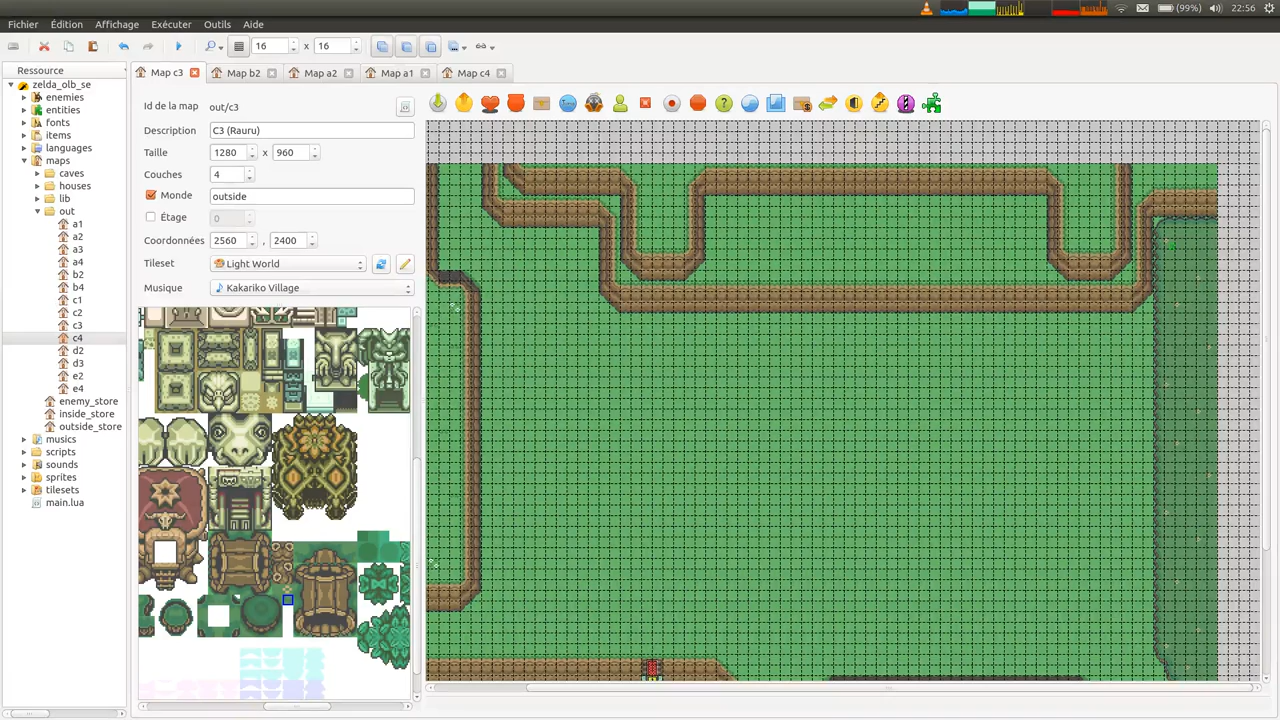 (99%) 22:56
Fichier Édition Affichage Exécuter Outils Aide
16 x 16
Ressource
Map c3 Map b2 Map a2 Map a1 Map c4
zelda_olb_se
enemies
entities
fonts
items
languages
maps
caves
houses
lib
out
a1
a2
a3
a4
b2
b4
c1
c2
c3
c4
d2
d3
e2
e4
enemy_store
inside_store
outside_store
musics
scripts
sounds
sprites
tilesets
main.lua
Id de la map out/c3
Description C3 (Rauru)
Taille 1280 x 960
Couches 4
Monde outside
Étage 0
Coordonnées 2560 , 2400
Tileset Light World
Musique Kakariko Village